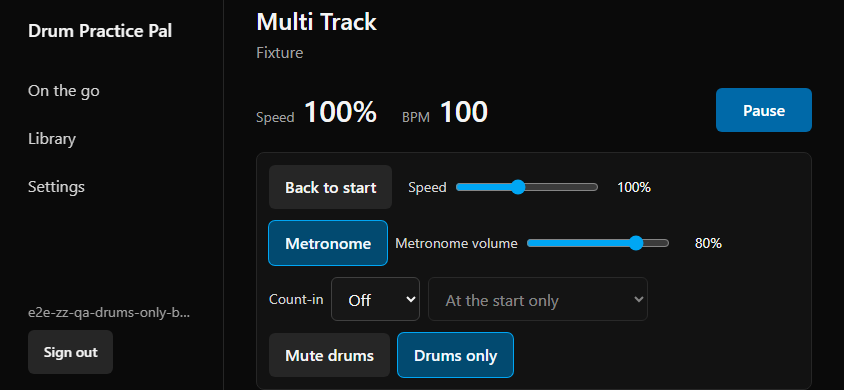 Drum Practice Pal
On the go
Library
Settings
e2e-zz-qa-drums-only-b...
Sign out
Multi Track
Fixture
Speed 100% BPM 100
Pause
Back to start Speed 100%
Metronome Metronome volume 80%
Count-in Off At the start only
Mute drums Drums only